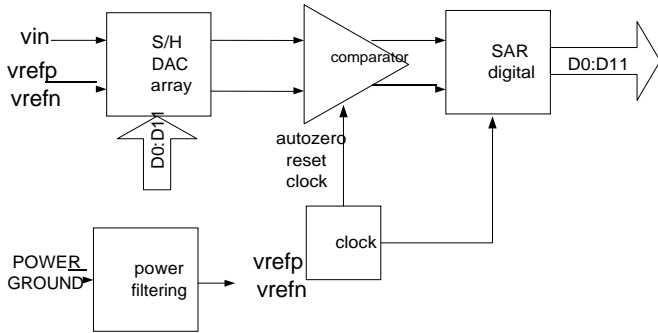 vin
vrefp
vrefn
S/H
DAC
array
D0:D11
comparator
autozero
reset
clock
SAR
digital
D0:D11
clock
POWER
GROUND
power
filtering
vrefp
vrefn